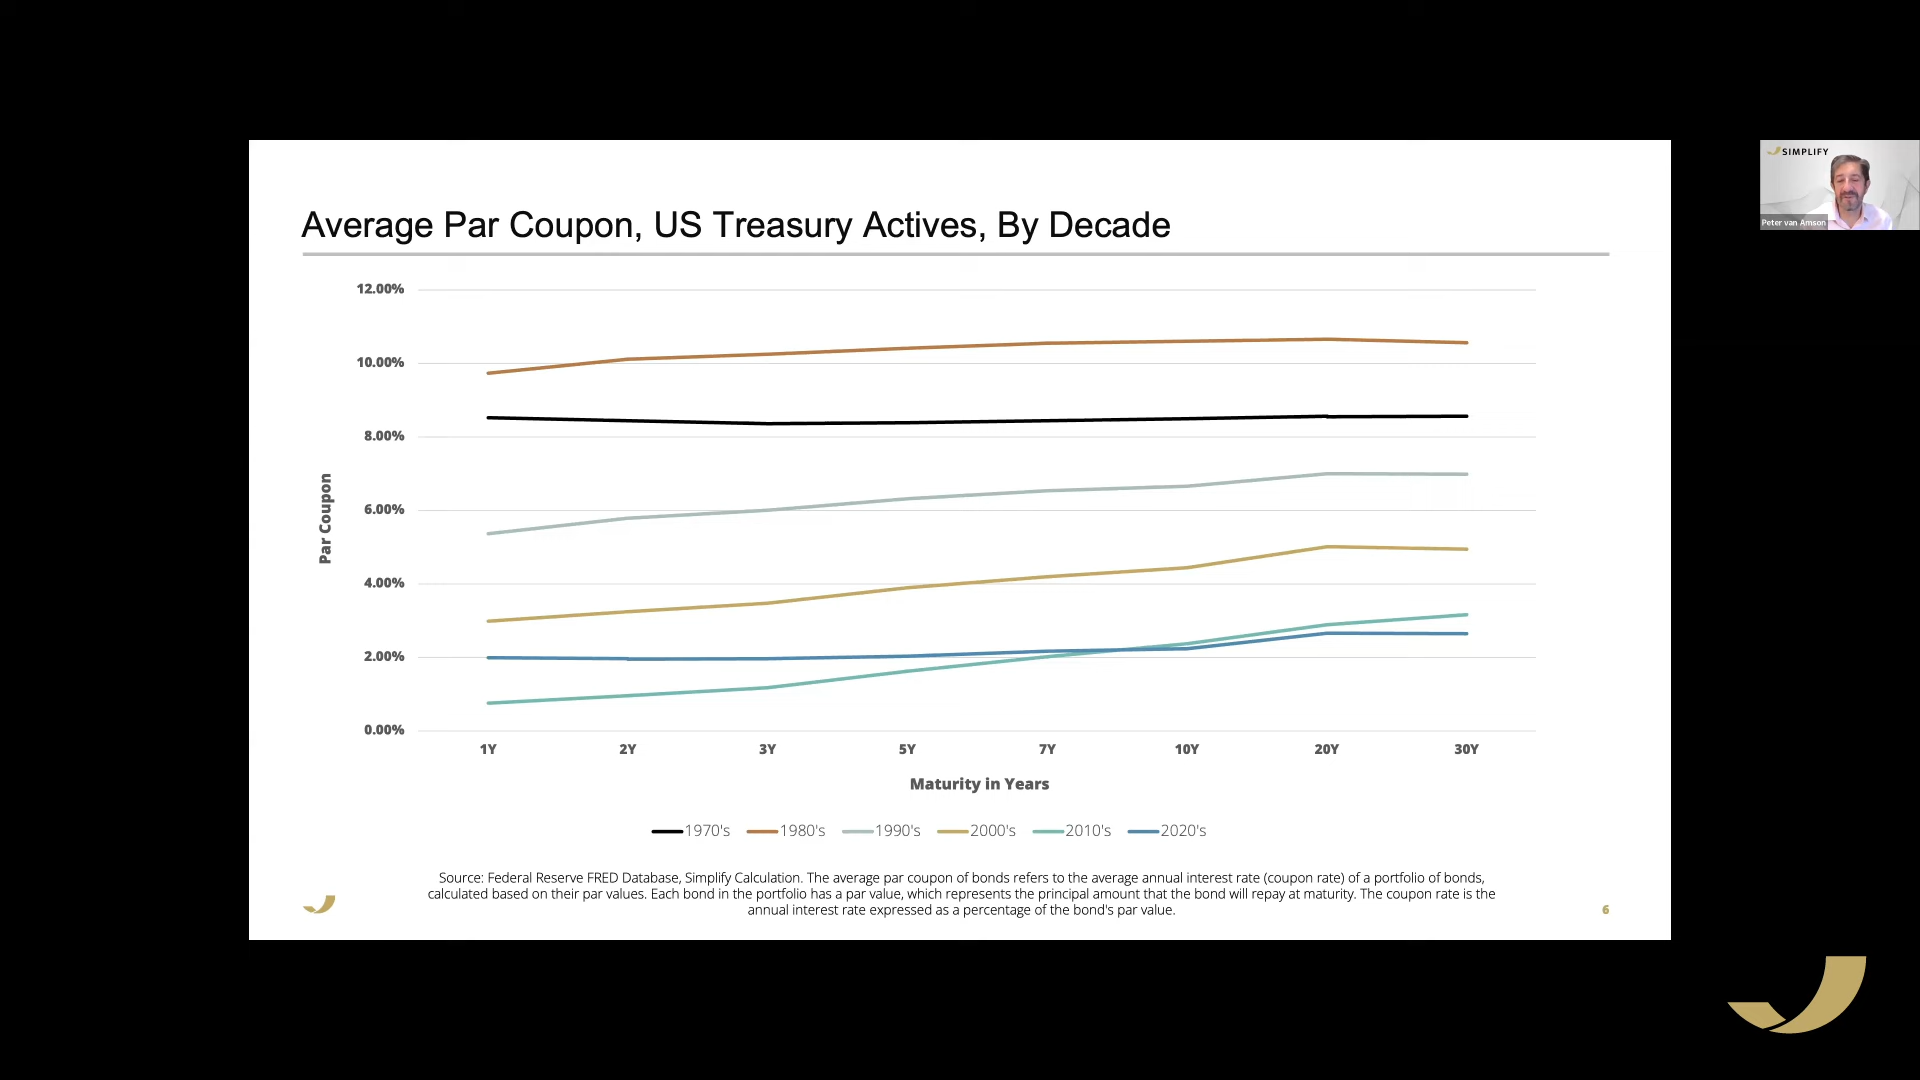 SIMPLIFY
Peter van Amson
Average Par Coupon, US Treasury Actives, By Decade
12.00%
10.00%
8.00%
6.00%
4.00%
2.00%
0.00%
Par Coupon
1Y 2Y 3Y 5Y 7Y 10Y 20Y 30Y
Maturity in Years
1970's 1980's 1990's 2000's 2010's 2020's
Source: Federal Reserve FRED Database, Simplify Calculation. The average par coupon of bonds refers to the average annual interest rate (coupon rate) of a portfolio of bonds,
calculated based on their par values. Each bond in the portfolio has a par value, which represents the principal amount that the bond will repay at maturity. The coupon rate is the
annual interest rate expressed as a percentage of the bond's par value.
6